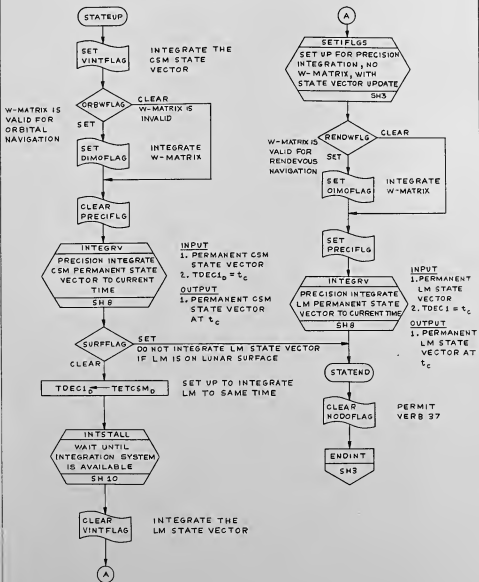 STATEUP
SET
VINTFLAG
INTEGRATE THE
CSM STATE
VECTOR
W-MATRIX IS
VALID FOR
ORBITAL
NAVIGATION
ORBWFLAG
CLEAR
W-MATRIX IS
INVALID
SET
SET
DIMOFLAG
INTEGRATE
W-MATRIX
CLEAR
PRECIFLG
INTEGRV
PRECISION INTEGRATE
CSM PERMANENT STATE
VECTOR TO CURRENT
TIME
SH 8
INPUT
1. PERMANENT CSM
STATE VECTOR
2. TDEC1D = tc
OUTPUT
1. PERMANENT CSM
STATE VECTOR
AT tc
SURFFLAG
SET
DO NOT INTEGRATE LM STATE VECTOR
IF LM IS ON LUNAR SURFACE
CLEAR
TDEC1D ← TETCSMD
SET UP TO INTEGRATE
LM TO SAME TIME
INTSTALL
WAIT UNTIL
INTEGRATION SYSTEM
IS AVAILABLE
SH 10
CLEAR
VINTFLAG
INTEGRATE THE
LM STATE VECTOR
A
A
SETIFLGS
SET UP FOR PRECISION
INTEGRATION, NO
W-MATRIX, WITH
STATE VECTOR UPDATE
SH3
W-MATRIX IS
VALID FOR
RENDEVOUS
NAVIGATION
RENDWFLAG
CLEAR
SET
SET
DIMOFLAG
INTEGRATE
W-MATRIX
SET
PRECIFLG
INTEGRV
PRECISION INTEGRATE
LM PERMANENT STATE
VECTOR TO CURRENT TIME
SH8
INPUT
1. PERMANENT
LM STATE
VECTOR
2. TDEC1 = tc
OUTPUT
1. PERMANENT
LM STATE
VECTOR AT
tc
STATEND
CLEAR
NODOFLAG
PERMIT
VERB 37
ENDINT
SH3